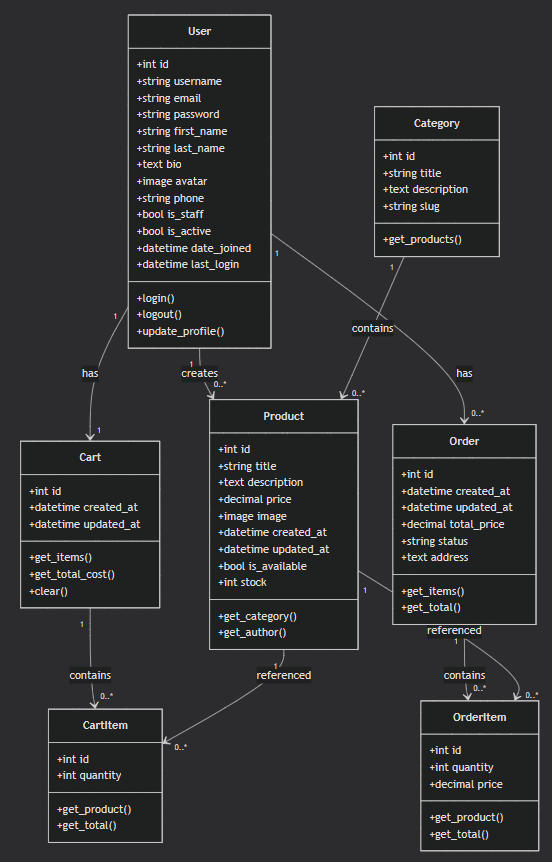 User
+int id
+string username
+string email
+string password
+string first_name
+string last_name
+text bio
+image avatar
+string phone
+bool is_staff
+bool is_active
+datetime date_joined
+datetime last_login
+login()
+logout()
+update_profile()
Category
+int id
+string title
+text description
+string slug
+get_products()
1
1
1
1
contains
has
creates
has
0..*
0..*
0..*
1
Cart
+int id
+datetime created_at
+datetime updated_at
+get_items()
+get_total_cost()
+clear()
Product
+int id
+string title
+text description
+decimal price
+image image
+datetime created_at
+datetime updated_at
+bool is_available
+int stock
+get_category()
+get_author()
Order
+int id
+datetime created_at
+datetime updated_at
+decimal total_price
+string status
+text address
+get_items()
+get_total()
1
1
referenced
1
1
contains
referenced
contains
0..*
0..*
0..*
0..*
CartItem
+int id
+int quantity
+get_product()
+get_total()
OrderItem
+int id
+int quantity
+decimal price
+get_product()
+get_total()